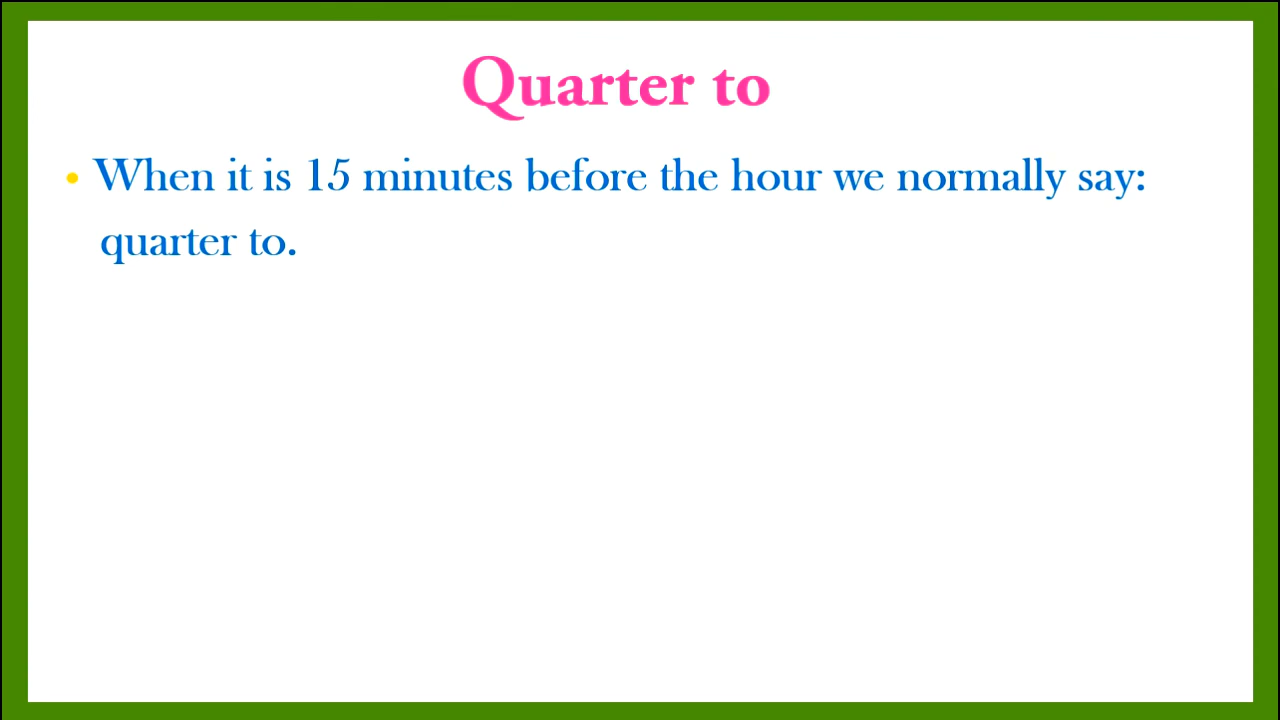 Quarter to
• When it is 15 minutes before the hour we normally say:
quarter to.